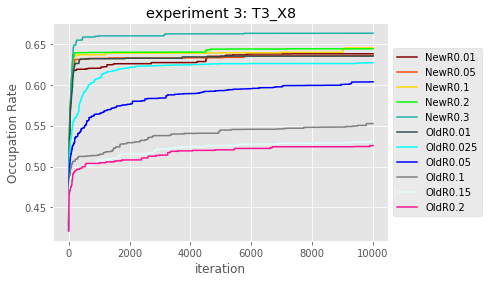 experiment 3: T3_X8
Occupation Rate
0.65
0.60
0.55
0.50
0.45
0
2000
4000
6000
8000
10000
iteration
NewR0.01
NewR0.05
NewR0.1
NewR0.2
NewR0.3
OldR0.01
OldR0.025
OldR0.05
OldR0.1
OldR0.15
OldR0.2